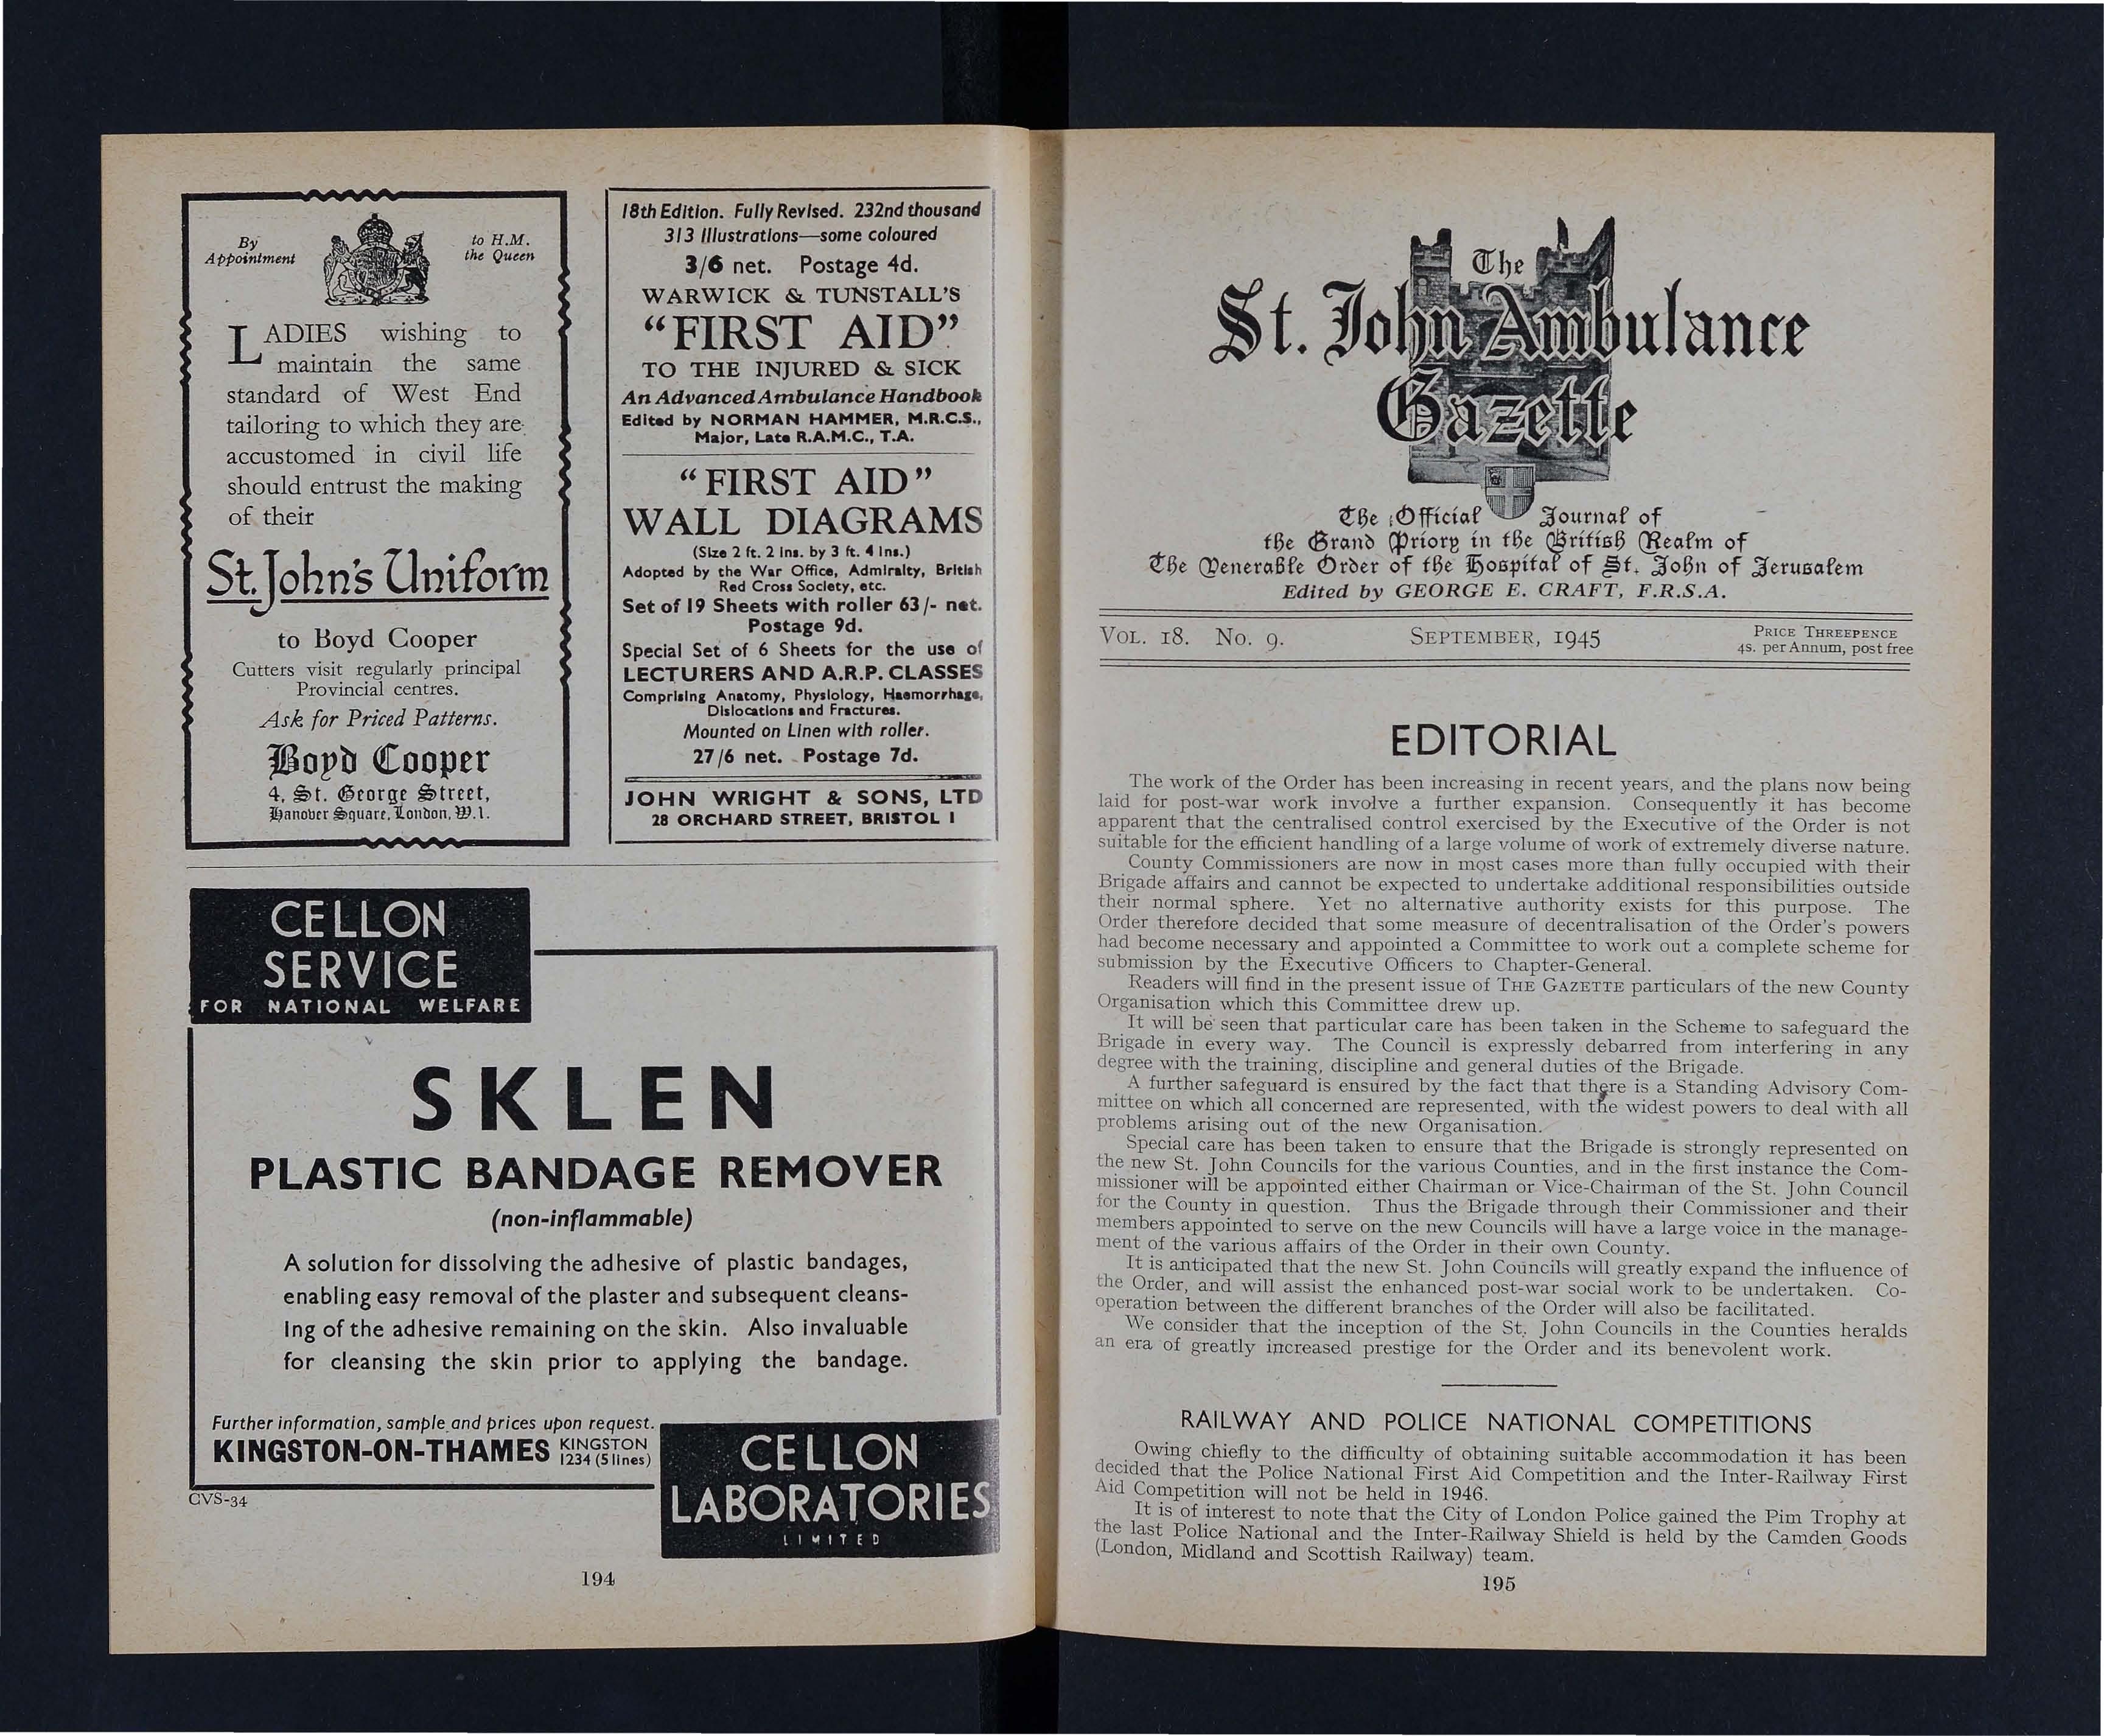 By
Appointment
to H.M.
the Queen
LADIES wishing to
maintain the same
standard of West End
tailoring to which they are
accustomed in civil life
should entrust the making
of their
St. John's Uniform
to Boyd Cooper
Cutters visit regularly principal
Provincial centres.
Ask for Priced Patterns.
Boyd Cooper
4, St. George Street,
Hanover Square, London, W.1.
18th Edition. Fully Revised. 232nd thousand
313 Illustrations—some coloured
3/6 net. Postage 4d.
WARWICK & TUNSTALL'S
"FIRST AID"
TO THE INJURED & SICK
An Advanced Ambulance Handbook
Edited by NORMAN HAMMER, M.R.C.S.,
Major, Late R.A.M.C., T.A.
"FIRST AID"
WALL DIAGRAMS
(Size 2 ft. 2 ins. by 3 ft. 4 ins.)
Adopted by the War Office, Admiralty, British
Red Cross Society, etc.
Set of 19 Sheets with roller 63/- net.
Postage 9d.
Special Set of 6 Sheets for the use of
LECTURERS AND A.R.P. CLASSES
Comprising Anatomy, Physiology, Haemorrhage,
Dislocations and Fractures.
Mounted on Linen with roller.
27/6 net. Postage 7d.
JOHN WRIGHT & SONS, LTD
28 ORCHARD STREET, BRISTOL 1
CELLON
SERVICE
FOR NATIONAL WELFARE
SKLEN
PLASTIC BANDAGE REMOVER
(non-inflammable)
A solution for dissolving the adhesive of plastic bandages,
enabling easy removal of the plaster and subsequent cleans-
ing of the adhesive remaining on the skin. Also invaluable
for cleansing the skin prior to applying the bandage.
Further information, sample and prices upon request.
KINGSTON-ON-THAMES KINGSTON
1234 (5 lines)
CELLON
LABORATORIES
LIMITED
CVS-34
194
The
St. John Ambulance
Gazette
The Official Journal of
the Grand Priory in the British Realm of
The Venerable Order of the Hospital of St. John of Jerusalem
Edited by GEORGE E. CRAFT, F.R.S.A.
VOL. 18. No. 9. SEPTEMBER, 1945 PRICE THREEPENCE
4s. per Annum, post free
EDITORIAL
The work of the Order has been increasing in recent years, and the plans now being
laid for post-war work involve a further expansion. Consequently it has become
apparent that the centralised control exercised by the Executive of the Order is not
suitable for the efficient handling of a large volume of work of extremely diverse nature.
County Commissioners are now in most cases more than fully occupied with their
Brigade affairs and cannot be expected to undertake additional responsibilities outside
their normal sphere. Yet no alternative authority exists for this purpose. The
Order therefore decided that some measure of decentralisation of the Order's powers
had become necessary and appointed a Committee to work out a complete scheme for
submission by the Executive Officers to Chapter-General.
Readers will find in the present issue of THE GAZETTE particulars of the new County
Organisation which this Committee drew up.
It will be seen that particular care has been taken in the Scheme to safeguard the
Brigade in every way. The Council is expressly debarred from interfering in any
degree with the training, discipline and general duties of the Brigade.
A further safeguard is ensured by the fact that there is a Standing Advisory Com-
mittee on which all concerned are represented, with the widest powers to deal with all
problems arising out of the new Organisation.
Special care has been taken to ensure that the Brigade is strongly represented on
the new St. John Councils for the various Counties, and in the first instance the Com-
missioner will be appointed either Chairman or Vice-Chairman of the St. John Council
for the County in question. Thus the Brigade through their Commissioner and their
members appointed to serve on the new Councils will have a large voice in the manage-
ment of the various affairs of the Order in their own County.
It is anticipated that the new St. John Councils will greatly expand the influence of
the Order, and will assist the enhanced post-war social work to be undertaken. Co-
operation between the different branches of the Order will also be facilitated.
We consider that the inception of the St. John Councils in the Counties heralds
an era of greatly increased prestige for the Order and its benevolent work.
RAILWAY AND POLICE NATIONAL COMPETITIONS
Owing chiefly to the difficulty of obtaining suitable accommodation it has been
decided that the Police National First Aid Competition and the Inter-Railway First
Aid Competition will not be held in 1946.
It is of interest to note that the City of London Police gained the Pim Trophy at
the last Police National and the Inter-Railway Shield is held by the Camden Goods
(London, Midland and Scottish Railway) team.
195